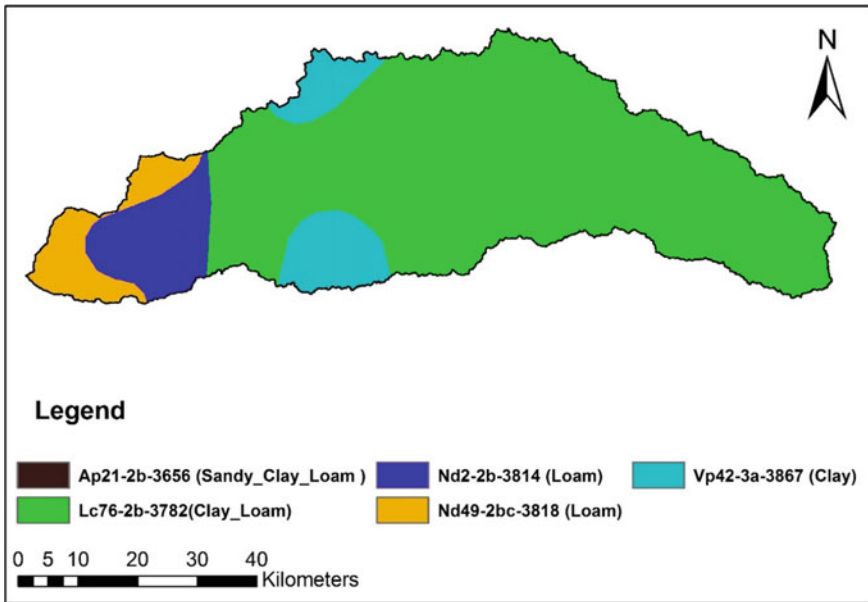 N
Legend
Ap21-2b-3656 (Sandy_Clay_Loam )
Nd2-2b-3814 (Loam)
Vp42-3a-3867 (Clay)
Lc76-2b-3782(Clay_Loam)
Nd49-2bc-3818 (Loam)
0 5 10 20 30 40
Kilometers